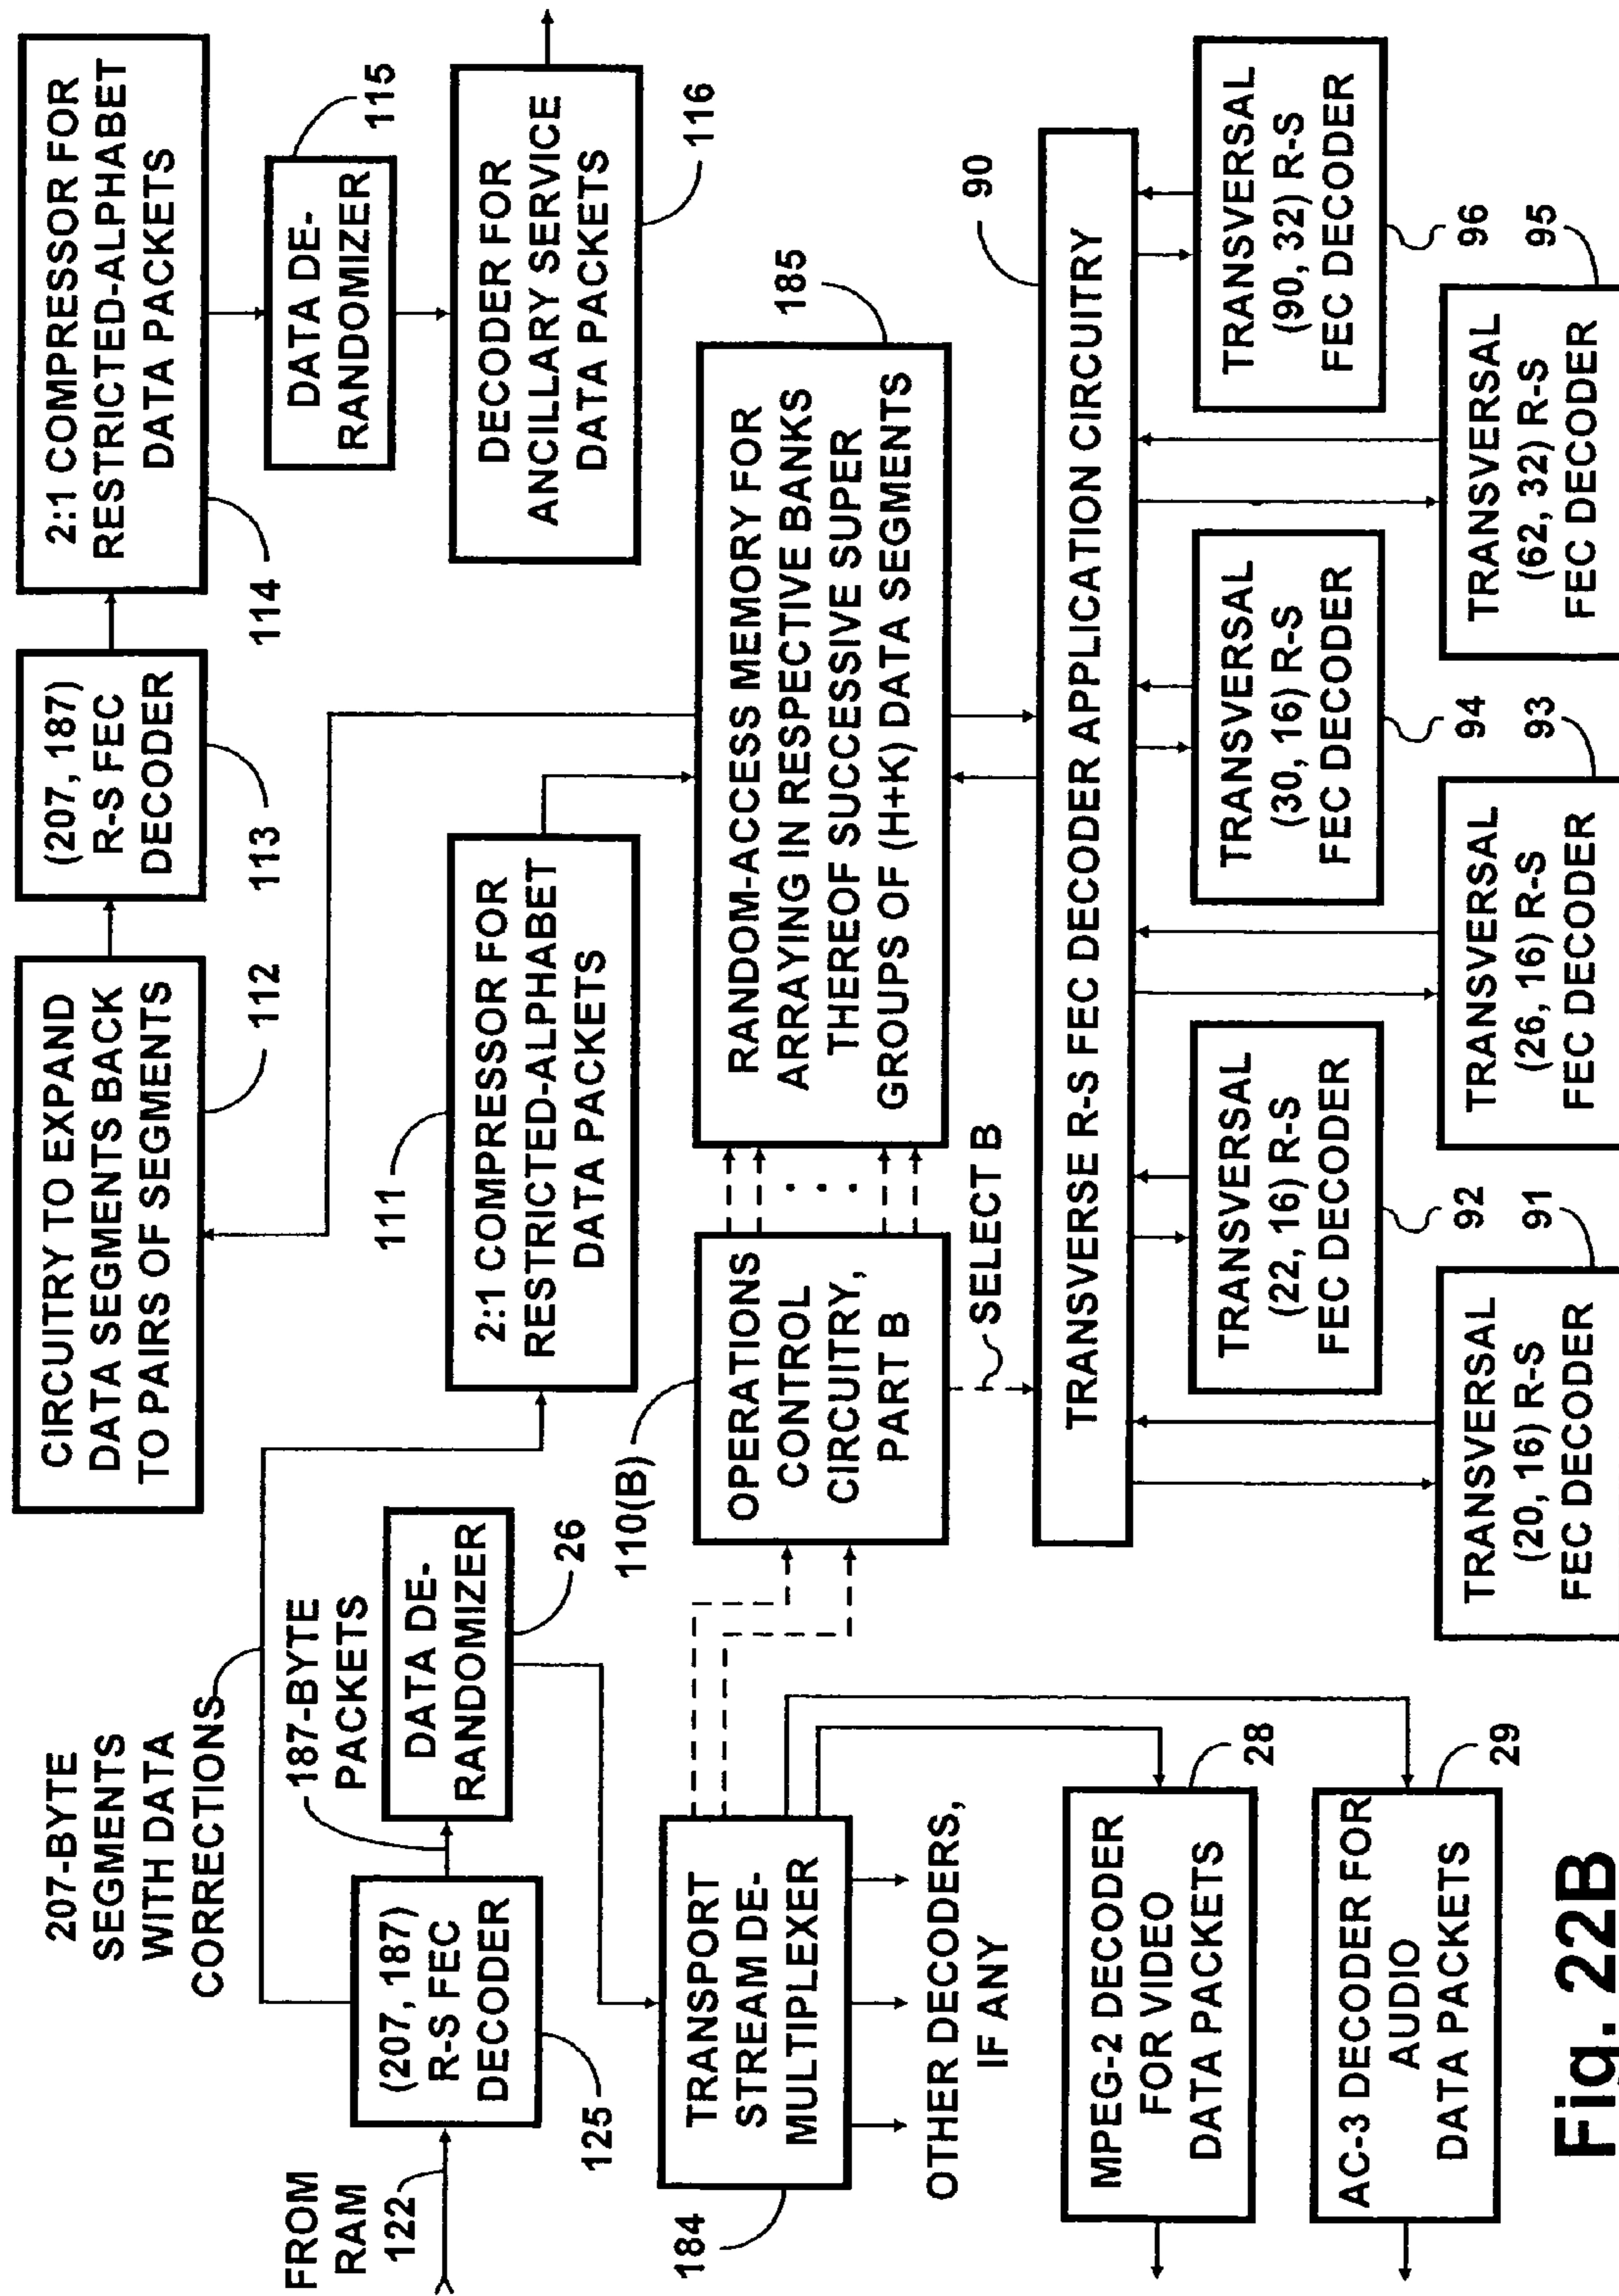 FROM
RAM
122
207-BYTE
SEGMENTS
WITH DATA
CORRECTIONS
(207, 187)
R-S FEC
DECODER
125
187-BYTE
PACKETS
DATA DE-
RANDOMIZER
26
CIRCUITRY TO EXPAND
DATA SEGMENTS BACK
TO PAIRS OF SEGMENTS
112
(207, 187)
R-S FEC
DECODER
113
2:1 COMPRESSOR FOR
RESTRICTED-ALPHABET
DATA PACKETS
114
DATA DE-
RANDOMIZER
115
DECODER FOR
ANCILLARY SERVICE
DATA PACKETS
116
111
2:1 COMPRESSOR FOR
RESTRICTED-ALPHABET
DATA PACKETS
TRANSPORT
STREAM DE-
MULTIPLEXER
184
OTHER DECODERS,
IF ANY
110(B)
OPERATIONS
CONTROL
CIRCUITRY,
PART B
SELECT B
RANDOM-ACCESS MEMORY FOR
ARRAYING IN RESPECTIVE BANKS
THEREOF SUCCESSIVE SUPER
GROUPS OF (H+K) DATA SEGMENTS
185
MPEG-2 DECODER
FOR VIDEO
DATA PACKETS
28
AC-3 DECODER FOR
AUDIO
DATA PACKETS
29
TRANSVERSE R-S FEC DECODER APPLICATION CIRCUITRY
90
TRANSVERSAL
(22, 16) R-S
FEC DECODER
92
TRANSVERSAL
(30, 16) R-S
FEC DECODER
94
TRANSVERSAL
(90, 32) R-S
FEC DECODER
96
TRANSVERSAL
(20, 16) R-S
FEC DECODER
91
TRANSVERSAL
(26, 16) R-S
FEC DECODER
93
TRANSVERSAL
(62, 32) R-S
FEC DECODER
95
Fig. 22B